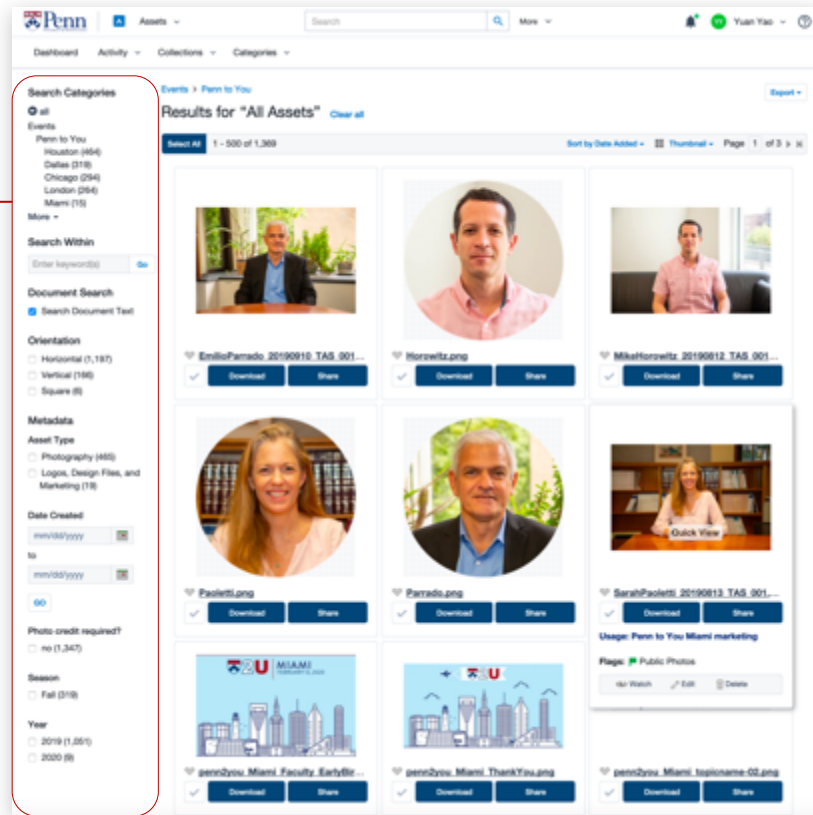 Penn
A
Assets
Search
More
YY
Yuan Yao
Dashboard
Activity
Collections
Categories
Search Categories
all
Events
Penn to You
Houston (464)
Dallas (319)
Chicago (294)
London (264)
Miami (15)
More
Search Within
Enter keyword(s)
Go
Document Search
Search Document Text
Orientation
Horizontal (1,197)
Vertical (166)
Square (6)
Metadata
Asset Type
Photography (465)
Logos, Design Files, and
Marketing (19)
Date Created
mm/dd/yyyy
to
mm/dd/yyyy
GO
Photo credit required?
no (1,347)
Season
Fall (319)
Year
2019 (1,051)
2020 (9)
Events > Penn to You
Export
Results for "All Assets" Clear all
Select All
1 - 500 of 1,369
Sort by Date Added
Thumbnail
Page 1 of 3
EmilioParrado_20190910_TAS_001...
Horowitz.png
MikeHorowitz_20190812_TAS_001...
Download Share
Download Share
Download Share
Quick View
Paoletti.png
Parrado.png
SarahPaoletti_20190813_TAS_001....
Download Share
Download Share
Download Share
Usage: Penn to You Miami marketing
Flags: Public Photos
Watch
Edit
Delete
2U MIAMI
FEBRUARY 6, 2020
2U MIAMI
penn2you_Miami_Faculty_EarlyBir...
penn2you_Miami_ThankYou.png
penn2you_Miami_topicname-02.png
Download Share
Download Share
Download Share